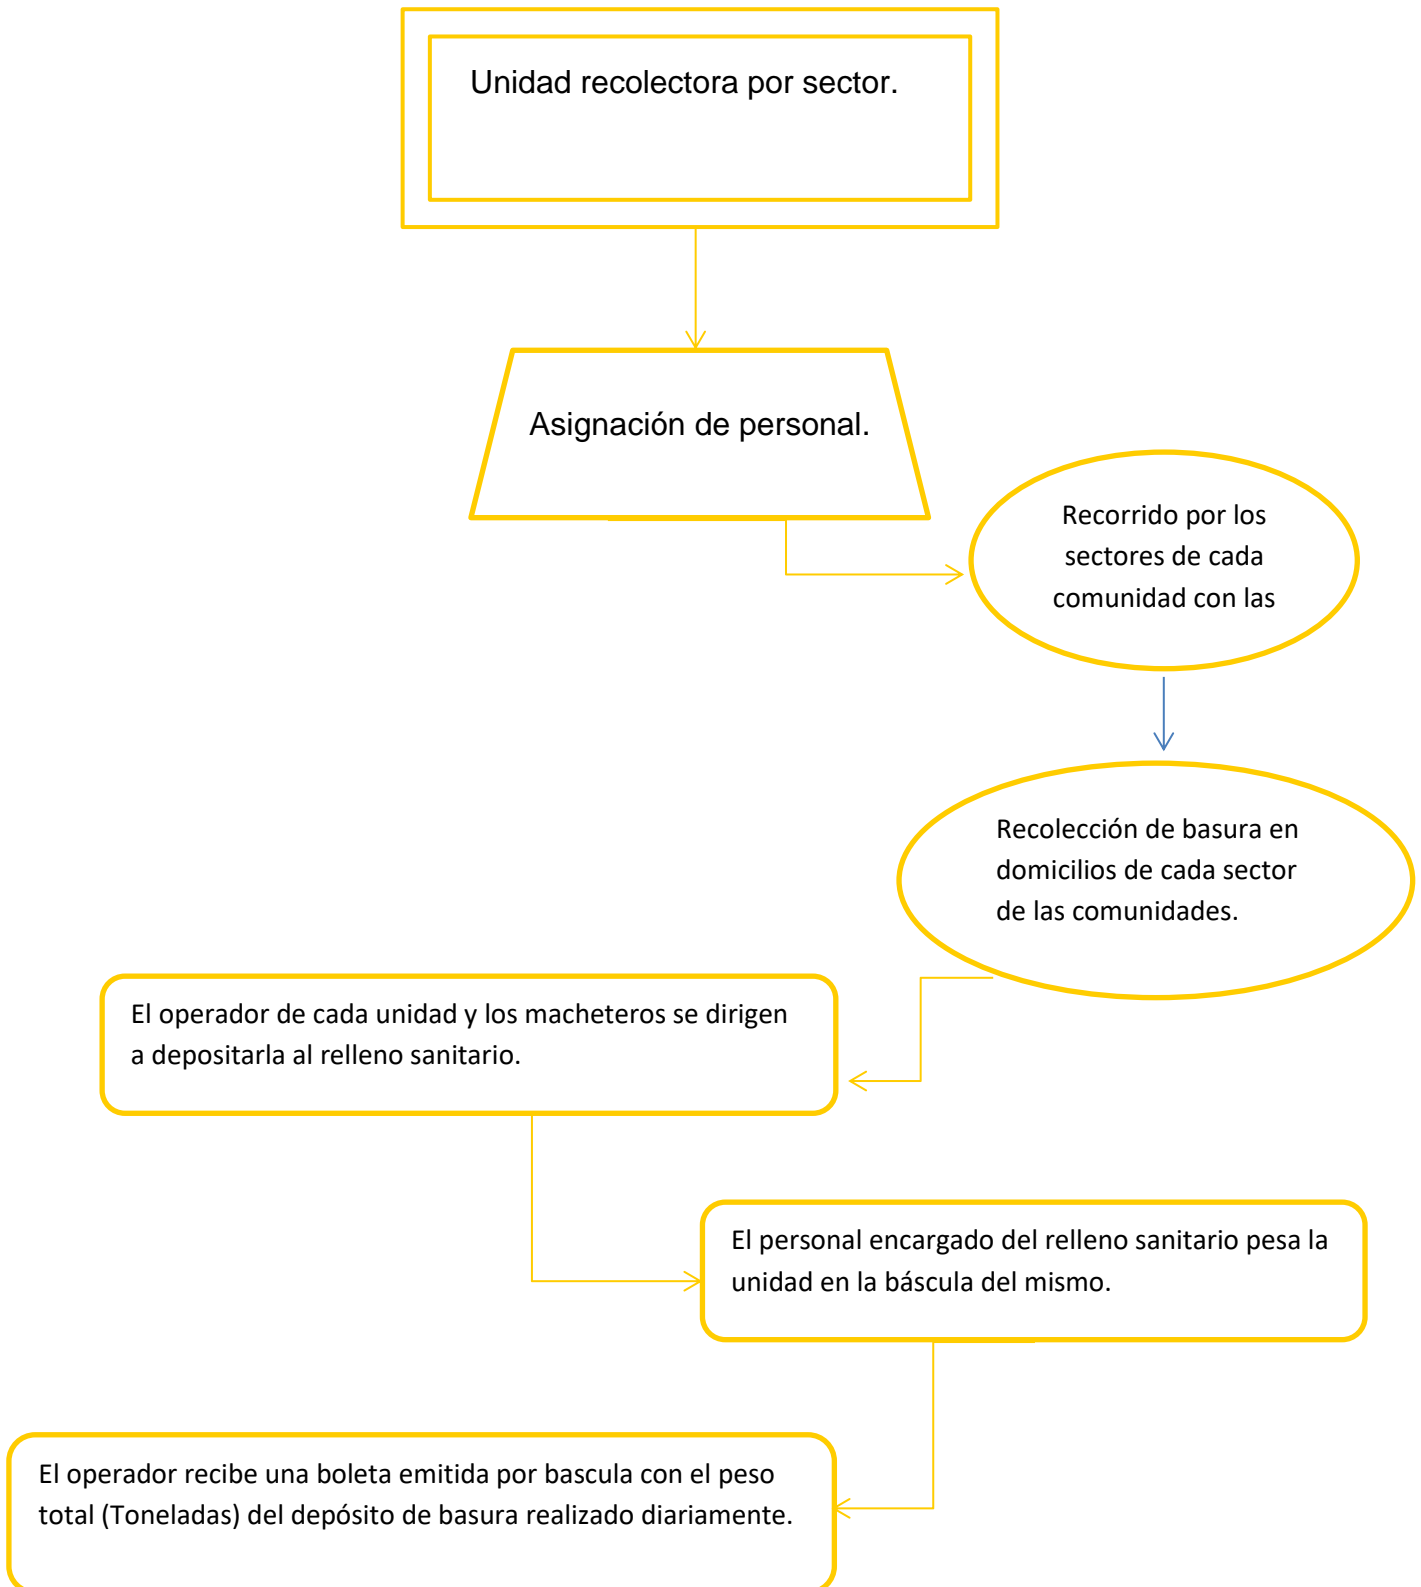 Unidad recolectora por sector.
Asignación de personal.
Recorrido por los
sectores de cada
comunidad con las
Recolección de basura en
domicilios de cada sector
de las comunidades.
El operador de cada unidad y los macheteros se dirigen
a depositarla al relleno sanitario.
El personal encargado del relleno sanitario pesa la
unidad en la báscula del mismo.
El operador recibe una boleta emitida por bascula con el peso
total (Toneladas) del depósito de basura realizado diariamente.